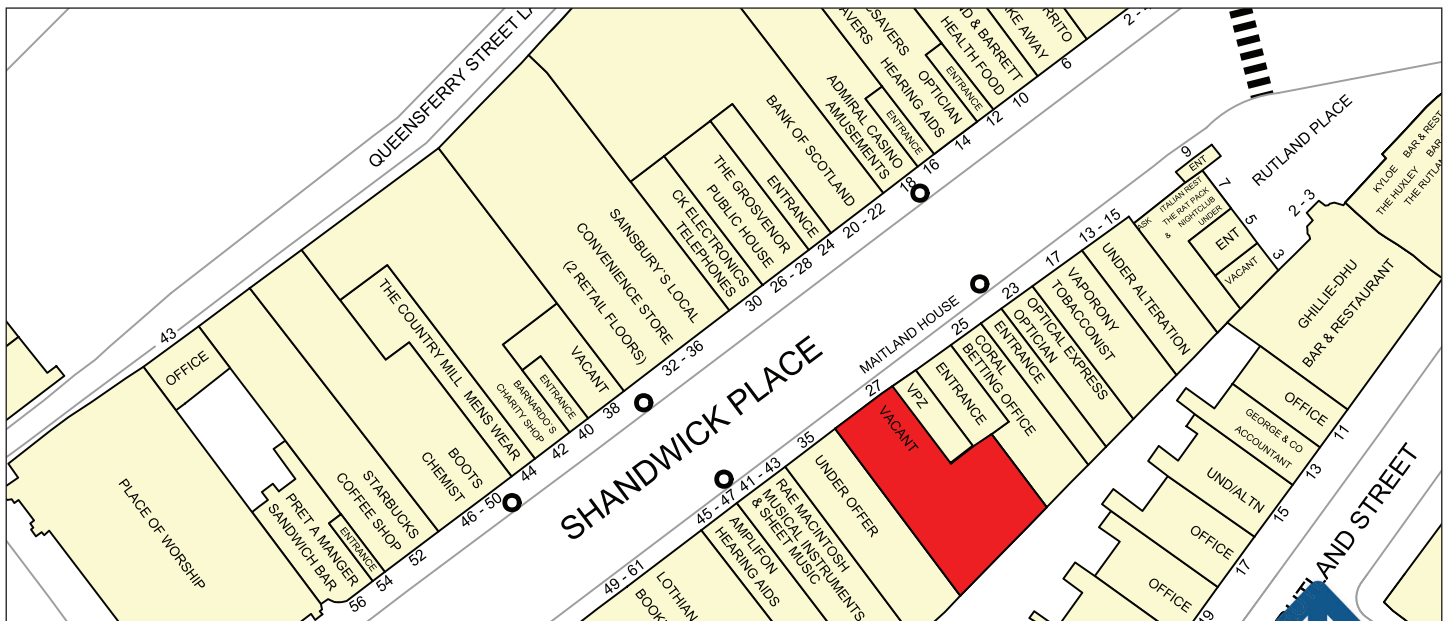 QUEENSFERRY STREET
AMUSEMENTS
ADMIRAL CASINO
ENTRANCE
HEARING AIDS
OPTICIAN
ENTRANCE
HEALTH FOOD
& BARRETT
AWAY
6
10
12
14
16
18
BANK OF SCOTLAND
20 - 22
ENTRANCE
24
THE GROSVENOR
PUBLIC HOUSE
26 - 28
CK ELECTRONICS
TELEPHONES
30
SAINSBURY'S LOCAL
CONVENIENCE STORE
(2 RETAIL FLOORS)
32 - 36
VACANT
38
ENTRANCE
40
BARNARDO'S
CHARITY SHOP
42
THE COUNTRY MILL MENS WEAR
44
BOOTS
CHEMIST
46 - 50
STARBUCKS
COFFEE SHOP
52
ENTRANCE
54
PRET A MANGER
SANDWICH BAR
56
OFFICE
43
PLACE OF WORSHIP
SHANDWICK PLACE
RUTLAND PLACE
9
ENT
7
ASK ITALIAN REST
THE RAT PACK
& NIGHTCLUB
UNDER
5
ENT
VACANT
3
2 - 3
KYLOE BAR & REST
THE HUXLEY BAR
GHILLIE-DHU
BAR & RESTAURANT
13 - 15
UNDER ALTERATION
17
VAPORONY
TOBACCONIST
23
OPTICAL EXPRESS
OPTICIAN
ENTRANCE
25
CORAL
BETTING OFFICE
MAITLAND HOUSE
ENTRANCE
VPZ
27
VACANT
35
UNDER OFFER
41 - 43
RAE MACINTOSH
MUSICAL INSTRUMENTS
& SHEET MUSIC
45 - 47
AMPLIFON
HEARING AIDS
49 - 61
LOTHIAN
OFFICE
11
GEORGE & CO
ACCOUNTANT
13
UND/ALTN
15
OFFICE
17
OFFICE
STREET